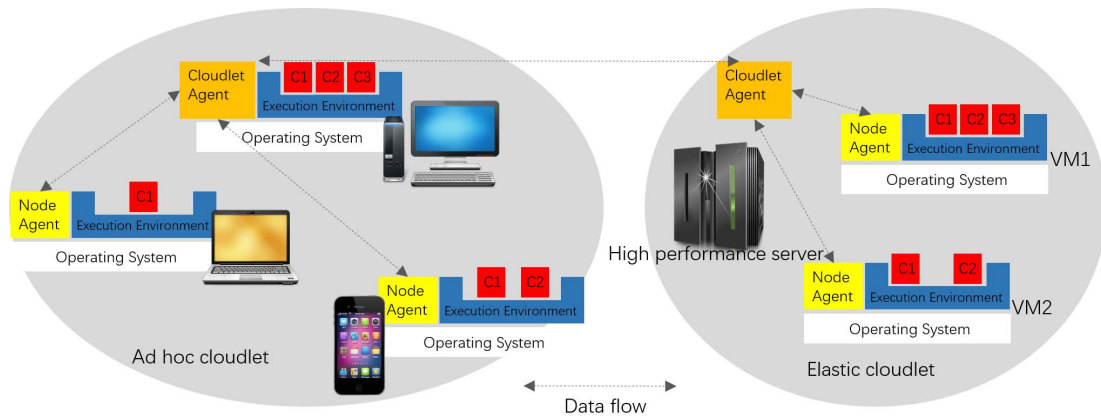 Cloudlet
Agent
C1 C2 C3
Execution Environment
Operating System
Node
Agent
C1
Execution Environment
Operating System
Node
Agent
C1 C2
Execution Environment
Operating System
Ad hoc cloudlet
Cloudlet
Agent
Node
Agent
C1 C2 C3
Execution Environment
VM1
Operating System
High performance server
Node
Agent
C1 C2
Execution Environment
VM2
Operating System
Elastic cloudlet
Data flow